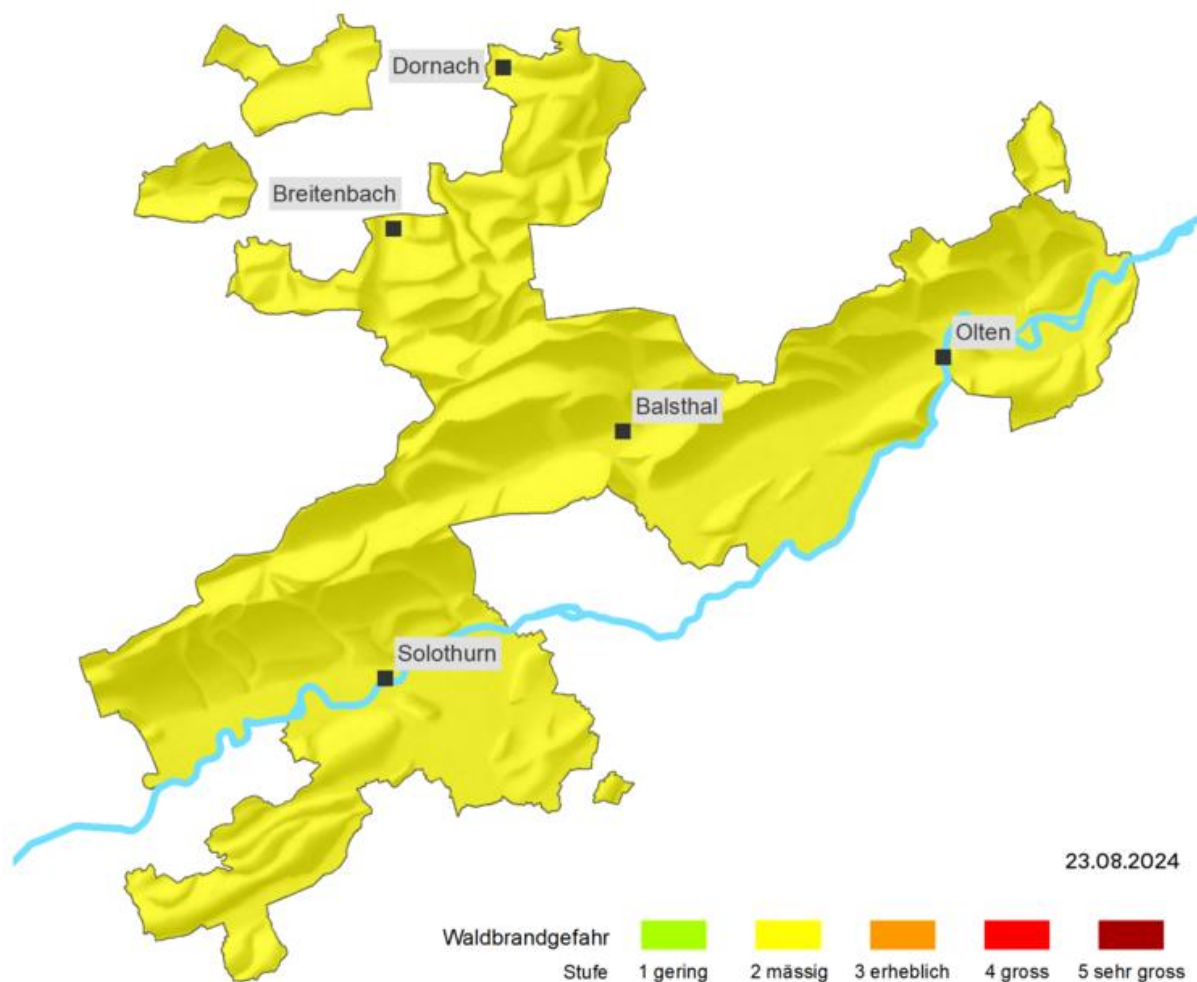 Dornach
Breitenbach
Olten
Balsthal
Solothurn
23.08.2024
Waldbrandgefahr
Stufe 1 gering 2 mässig 3 erheblich 4 gross 5 sehr gross